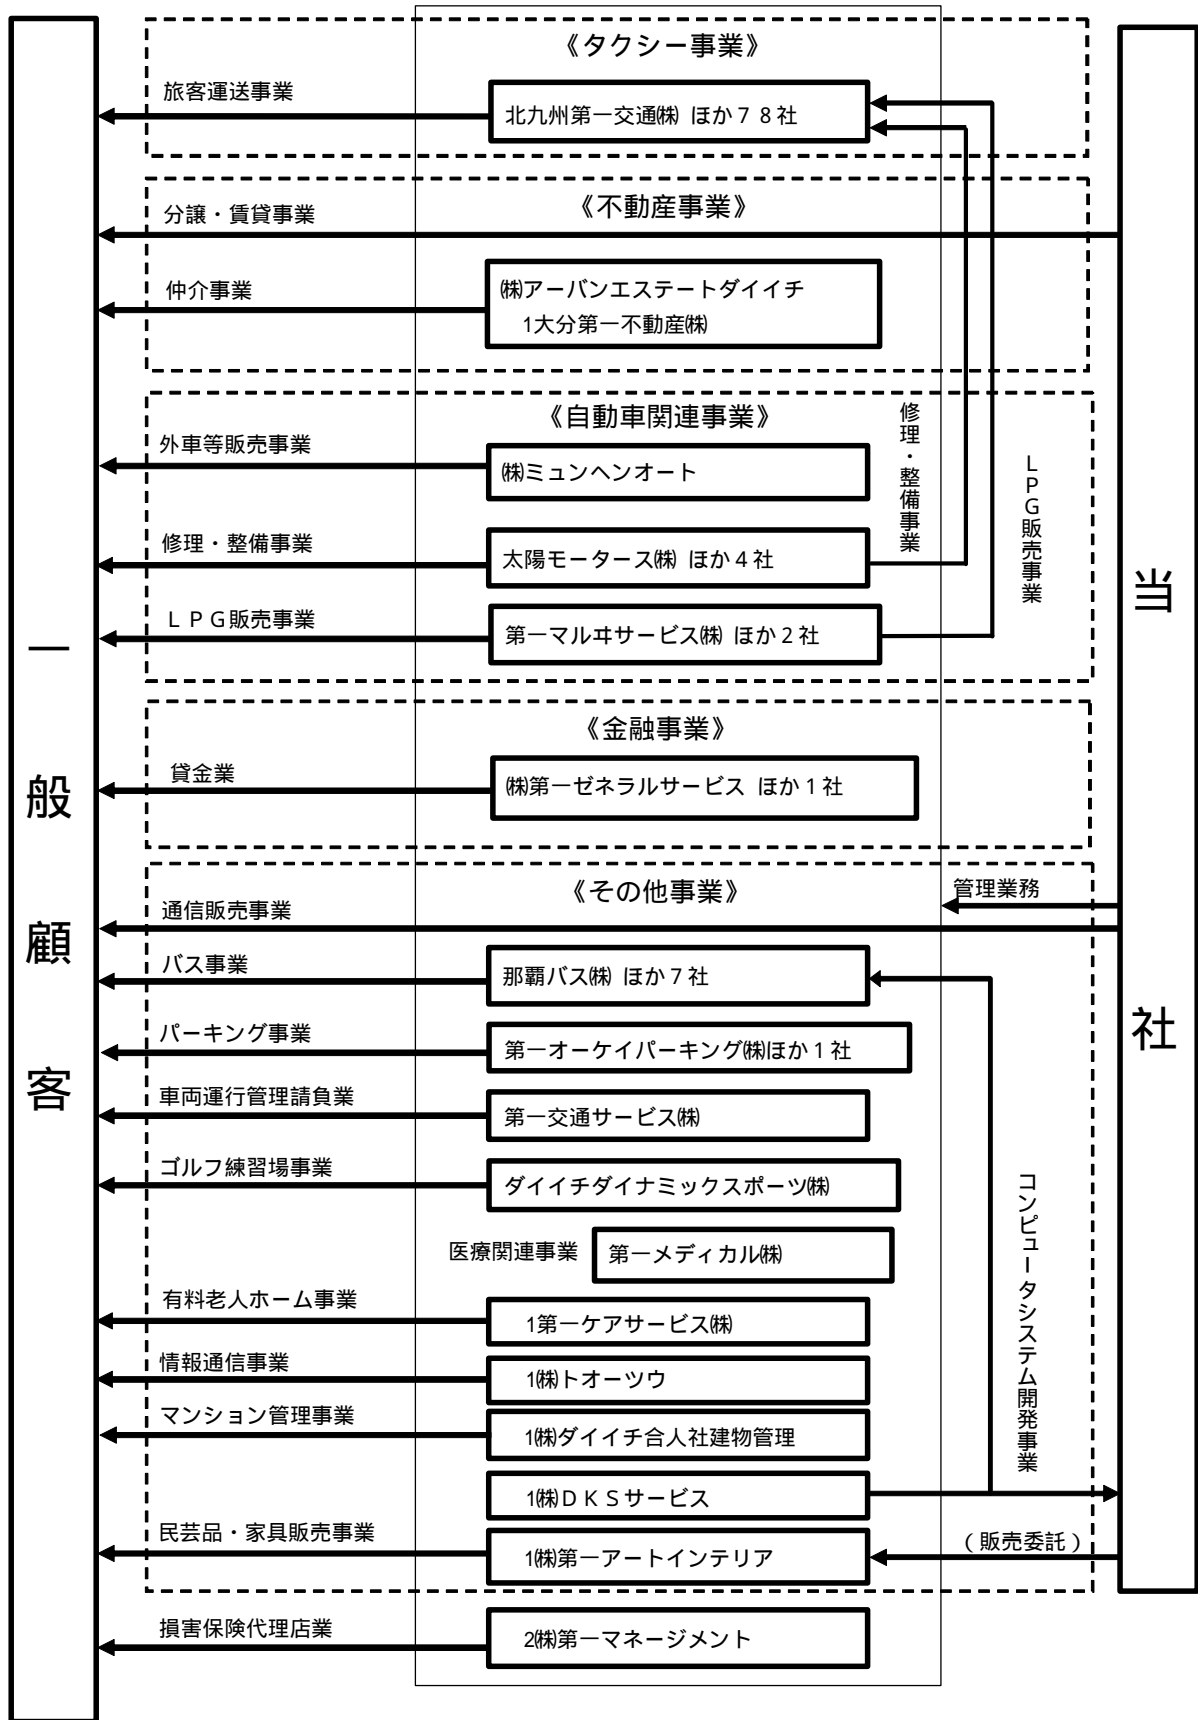 《タクシー事業》
旅客運送事業
北九州第一交通㈱ ほか７８社
《不動産事業》
分譲・賃貸事業
仲介事業
㈱アーバンエステートダイイチ
1大分第一不動産㈱
《自動車関連事業》
外車等販売事業
㈱ミュンヘンオート
修理・整備事業
太陽モータース㈱ ほか４社
ＬＰＧ販売事業
第一マルヰサービス㈱ ほか２社
修理・整備事業
ＬＰＧ販売事業
《金融事業》
貸金業
㈱第一ゼネラルサービス ほか１社
《その他事業》
管理業務
通信販売事業
バス事業
那覇バス㈱ ほか７社
パーキング事業
第一オーケイパーキング㈱ほか１社
車両運行管理請負業
第一交通サービス㈱
ゴルフ練習場事業
ダイイチダイナミックスポーツ㈱
医療関連事業
第一メディカル㈱
有料老人ホーム事業
1第一ケアサービス㈱
情報通信事業
1㈱トオーツウ
マンション管理事業
1㈱ダイイチ合人社建物管理
1㈱ＤＫＳサービス
コンピュータシステム開発事業
民芸品・家具販売事業
1㈱第一アートインテリア
（販売委託）
損害保険代理店業
2㈱第一マネージメント
一般顧客
当社